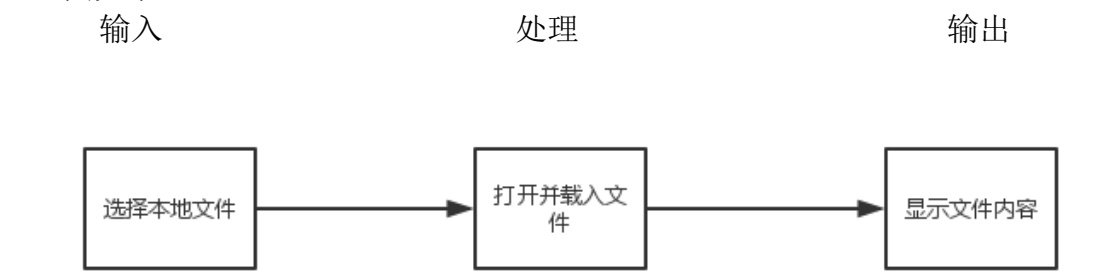 输入 处理 输出
选择本地文件
打开并载入文
件
显示文件内容